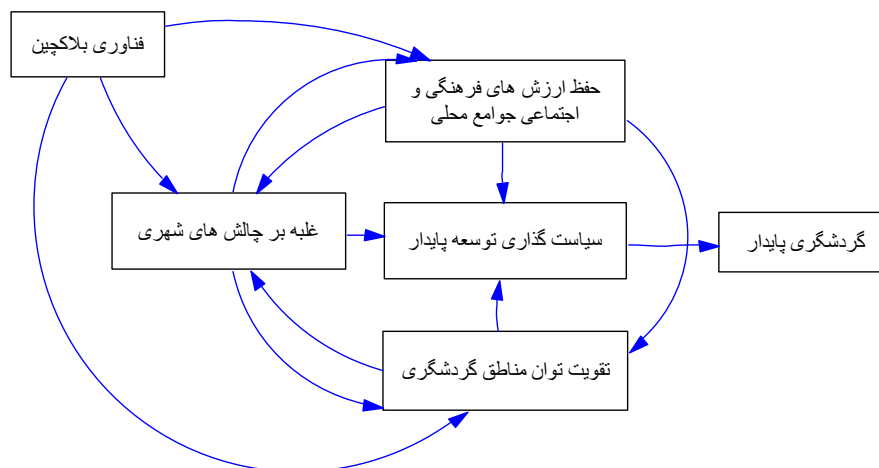 فناوری بلاکچین
حفظ ارزش های فرهنگی و
اجتماعی جوامع محلی
غلبه بر چالش های شهری
سیاست گذاری توسعه پایدار
گردشگری پایدار
تقویت توان مناطق گردشگری